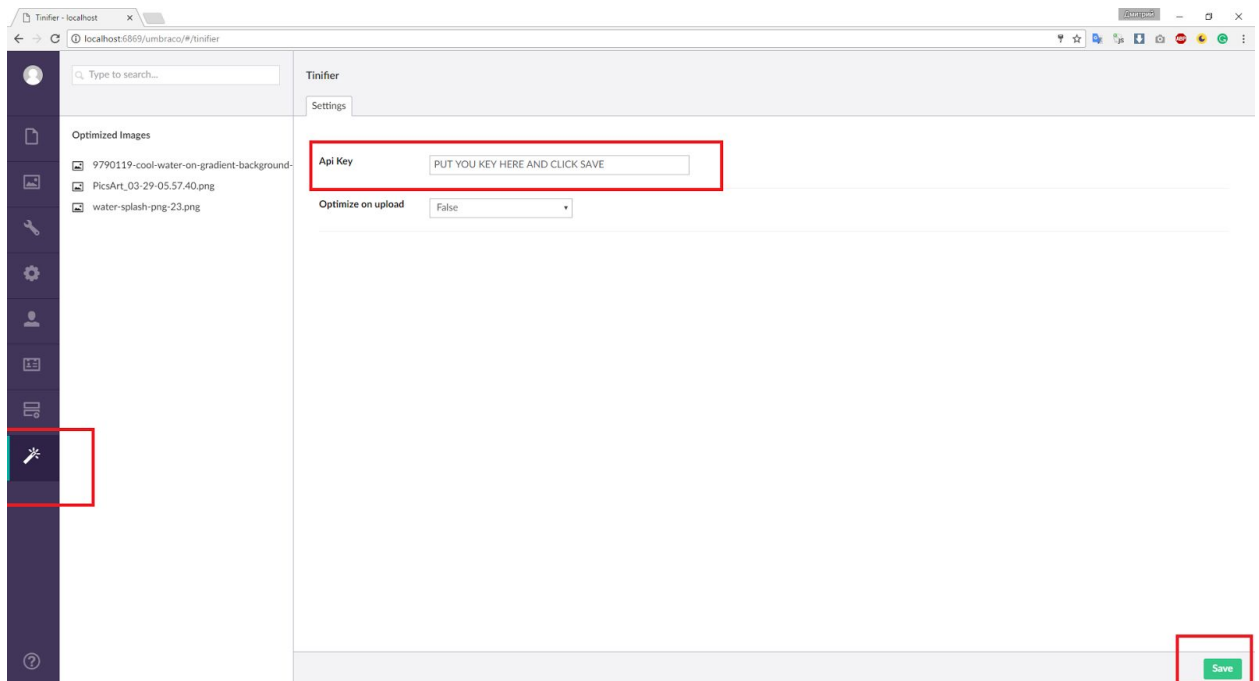 Tinifier - localhost
Дмитрий
localhost:6869/umbraco/#/tinifier
Type to search...
Tinifier
Settings
Optimized Images
9790119-cool-water-on-gradient-background-
PicsArt_03-29-05.57.40.png
water-splash-png-23.png
Api Key
PUT YOU KEY HERE AND CLICK SAVE
Optimize on upload
False
Save